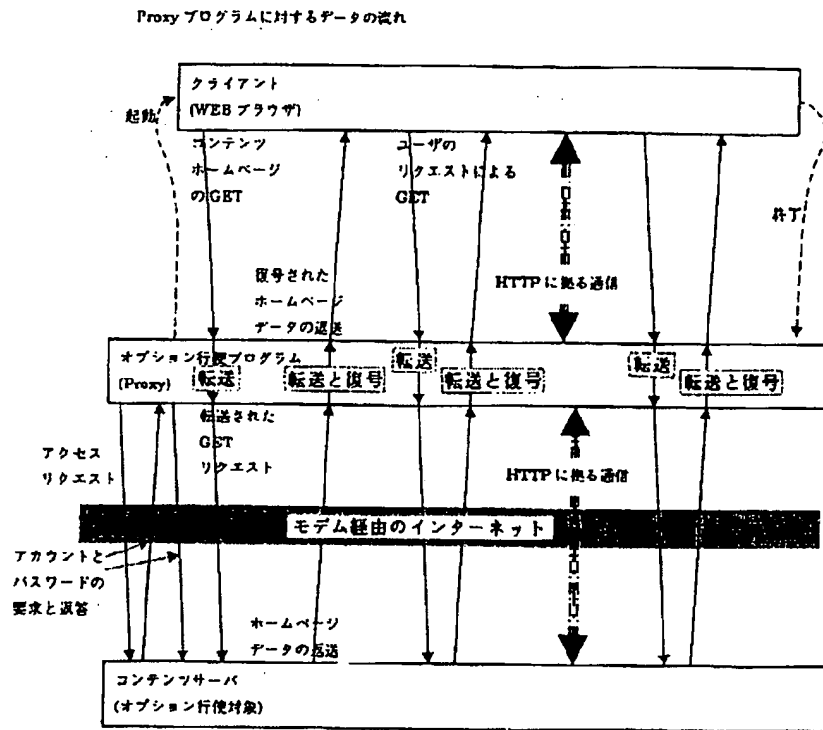 Proxy プログラムに対するデータの流れ
クライアント
(WEB ブラウザ)
起動
コンテンツ
ホームページ
のGET
ユーザの
リクエストによる
GET
終了
復号された
ホームページ
データの返送
HTTPに拠る通信
オプション行使プログラム
(Proxy)
転送
転送と復号
転送
転送と復号
転送
転送と復号
転送された
GET
リクエスト
アクセス
リクエスト
HTTPに拠る通信
モデム経由のインターネット
アカウントと
パスワードの
要求と返答
ホームページ
データの返送
コンテンツサーバ
(オプション行使対象)